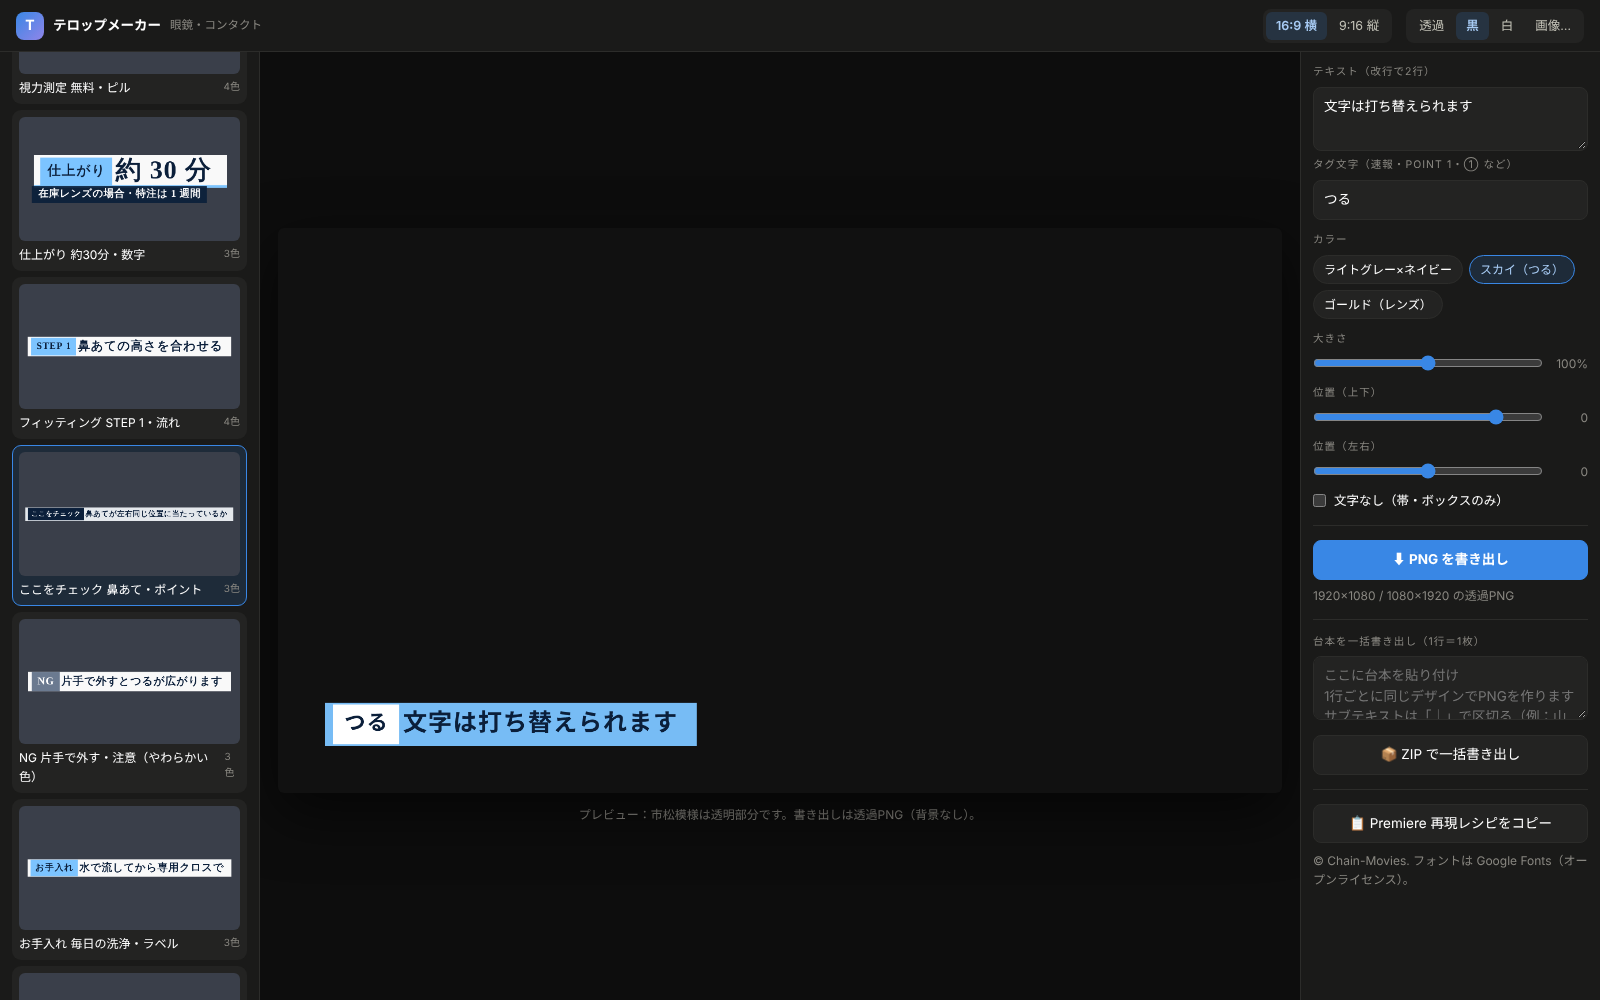 T テロップメーカー 眼鏡・コンタクト
16:9 横 9:16 縦 透過 黒 白 画像...
視力測定 無料・ピル 4色
仕上がり 約 30 分
在庫レンズの場合・特注は 1 週間
仕上がり 約30分・数字 3色
STEP 1 鼻あての高さを合わせる
フィッティング STEP 1・流れ 4色
ここをチェック 鼻あてが左右同じ位置に当たっているか
ここをチェック 鼻あて・ポイント 3色
NG 片手で外すとつるが広がります
NG 片手で外す・注意（やわらかい色） 3色
お手入れ 水で流してから専用クロスで
お手入れ 毎日の洗浄・ラベル 3色
つる 文字は打ち替えられます
プレビュー：市松模様は透明部分です。書き出しは透過PNG（背景なし）。
テキスト（改行で2行）
文字は打ち替えられます
タグ文字（速報・POINT 1・① など）
つる
カラー
ライトグレー×ネイビー スカイ（つる）
ゴールド（レンズ）
大きさ
100%
位置（上下）
0
位置（左右）
0
文字なし（帯・ボックスのみ）
⬇ PNG を書き出し
1920×1080 / 1080×1920 の透過PNG
台本を一括書き出し（1行＝1枚）
ここに台本を貼り付け
1行ごとに同じデザインでPNGを作ります
サブテキストは「｜」で区切る（例：山
📦 ZIP で一括書き出し
📋 Premiere 再現レシピをコピー
© Chain-Movies. フォントは Google Fonts（オー
プンライセンス）。